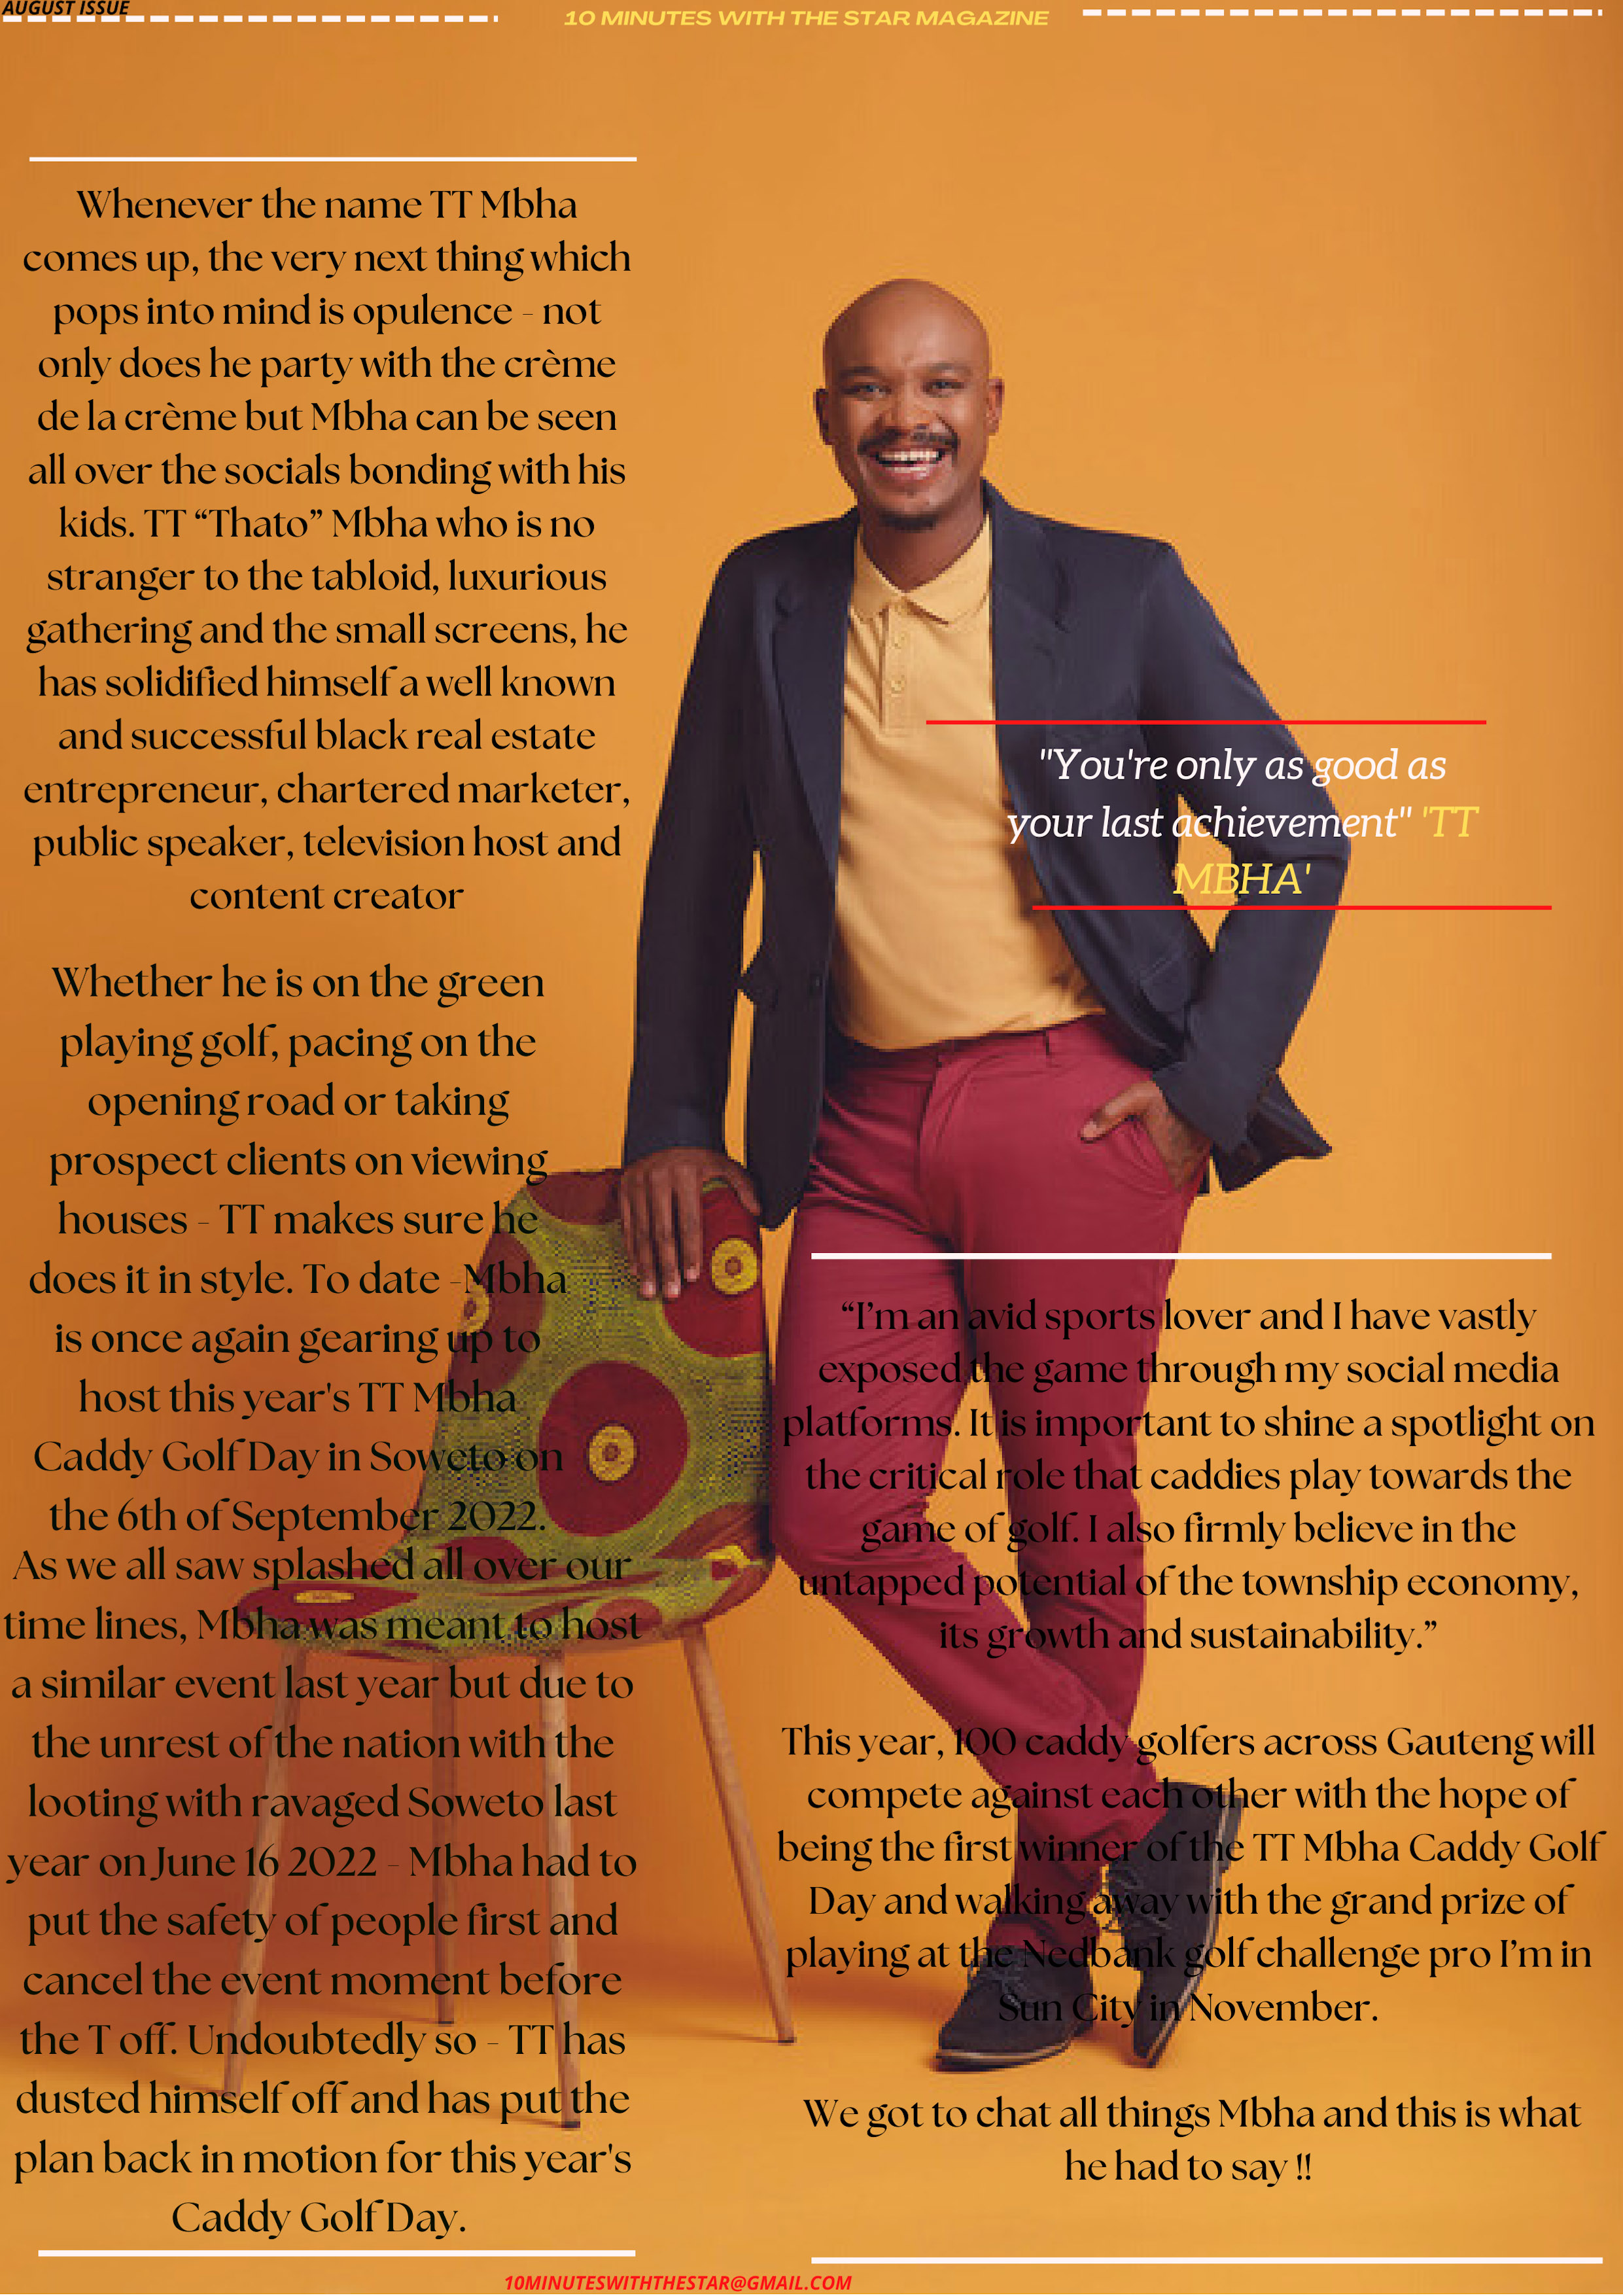 AUGUST ISSUE
10 MINUTES WITH THE STAR MAGAZINE
Whenever the name TT Mbha
comes up, the very next thing which
pops into mind is opulence - not
only does he party with the crème
de la crème but Mbha can be seen
all over the socials bonding with his
kids. TT “Thato” Mbha who is no
stranger to the tabloid, luxurious
gathering and the small screens, he
has solidified himself a well known
and successful black real estate
entrepreneur, chartered marketer,
public speaker, television host and
content creator
Whether he is on the green
playing golf, pacing on the
opening road or taking
prospect clients on viewing
houses - TT makes sure he
does it in style. To date -Mbha
is once again gearing up to
host this year's TT Mbha
Caddy Golf Day in Soweto on
the 6th of September 2022.
As we all saw splashed all over our
time lines, Mbha was meant to host
a similar event last year but due to
the unrest of the nation with the
looting with ravaged Soweto last
year on June 16 2022 - Mbha had to
put the safety of people first and
cancel the event moment before
the T off. Undoubtedly so - TT has
dusted himself off and has put the
plan back in motion for this year's
Caddy Golf Day.
"You're only as good as
your last achievement" 'TT
MBHA'
“I’m an avid sports lover and I have vastly
exposed the game through my social media
platforms. It is important to shine a spotlight on
the critical role that caddies play towards the
game of golf. I also firmly believe in the
untapped potential of the township economy,
its growth and sustainability.”
This year, 100 caddy golfers across Gauteng will
compete against each other with the hope of
being the first winner of the TT Mbha Caddy Golf
Day and walking away with the grand prize of
playing at the Nedbank golf challenge pro I’m in
Sun City in November.
We got to chat all things Mbha and this is what
he had to say !!
10MINUTESWITHTHESTAR@GMAIL.COM